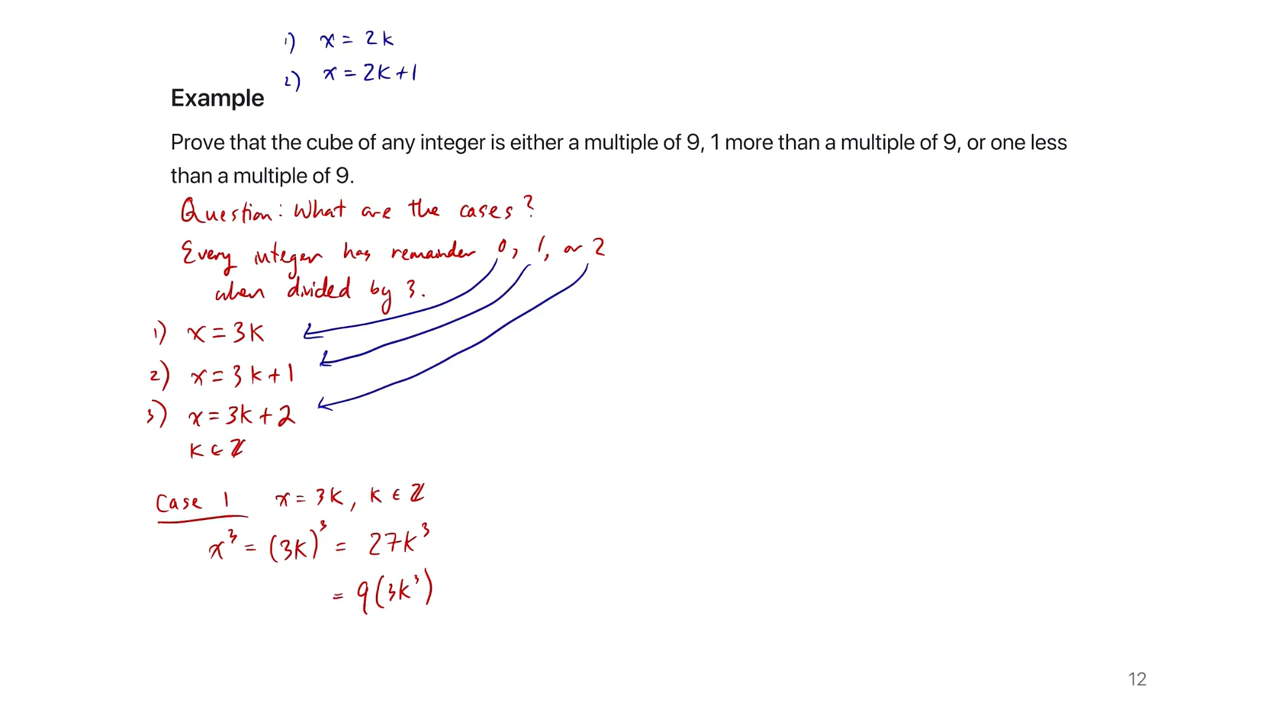 1) x = 2k
2) x = 2k+1
Example
Prove that the cube of any integer is either a multiple of 9, 1 more than a multiple of 9, or one less
than a multiple of 9.
Question: What are the cases?
Every integer has remainder 0, 1, or 2
when divided by 3.
1) x = 3k
2) x = 3k+1
3) x = 3k+2
k ∈ ℤ
Case 1 x = 3k, k ∈ ℤ
x³ = (3k)³ = 27k³
= 9(3k³)
12